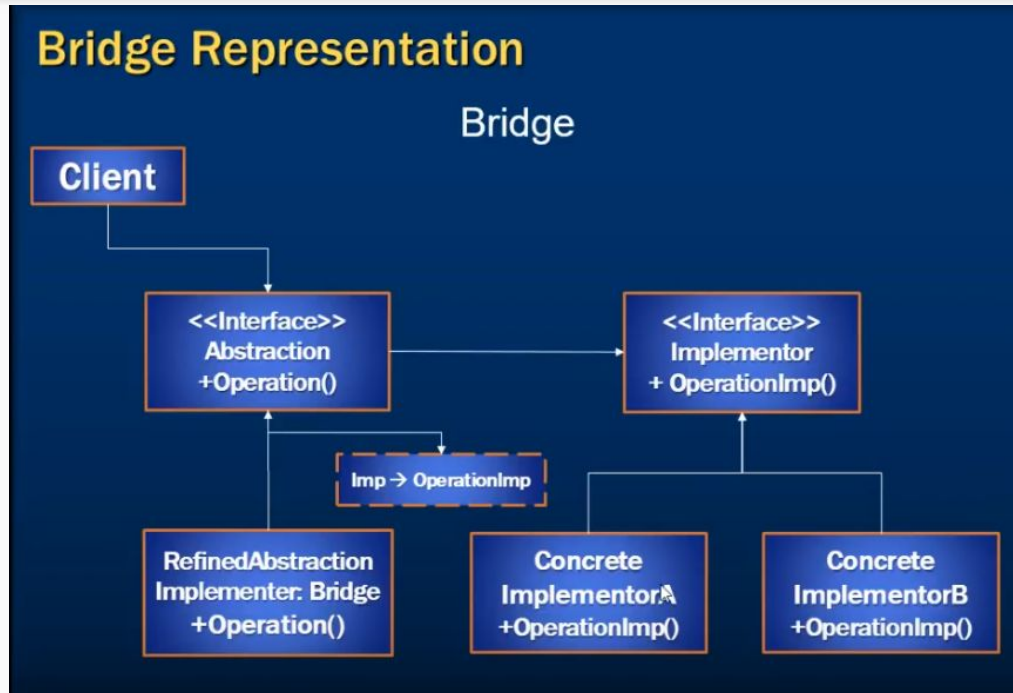 Bridge Representation
Bridge
Client
<<Interface>>
Abstraction
+Operation()
<<Interface>>
Implementor
+ OperationImp()
Imp → OperationImp
RefinedAbstraction
Implementer: Bridge
+Operation()
Concrete
ImplementorA
+OperationImp()
Concrete
ImplementorB
+OperationImp()